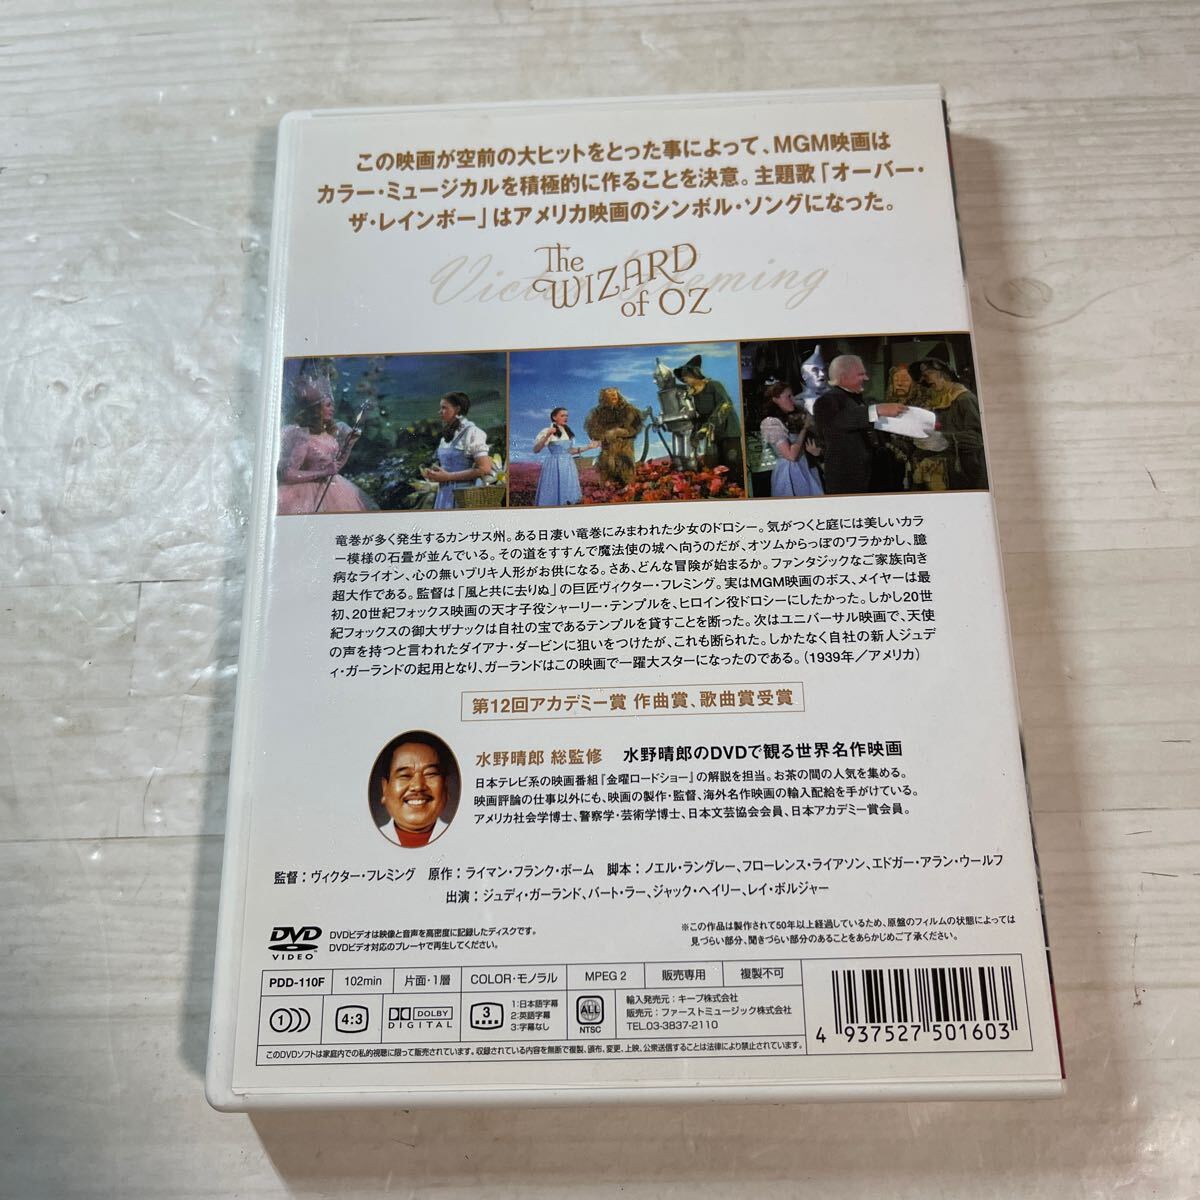 この映画が空前の大ヒットをとった事によって、MGM映画は
カラー・ミュージカルを積極的に作ることを決意。主題歌「オーバー・
ザ・レインボー」はアメリカ映画のシンボル・ソングになった。
Victor Fleming
The
WIZARD
of OZ
竜巻が多く発生するカンサス州。ある日凄い竜巻にみまわれた少女のドロシー。気がつくと庭には美しいカラ
ー模様の石畳が並んでいる。その道をすすんで魔法使の城へ向うのだが、オツムからっぽのワラかかし、臆
病なライオン、心の無いブリキ人形がお供になる。さあ、どんな冒険が始まるか。ファンタジックなご家族向き
超大作である。監督は「風と共に去りぬ」の巨匠ヴィクター・フレミング。実はMGM映画のボス、メイヤーは最
初、20世紀フォックス映画の天才子役シャーリー・テンプルを、ヒロイン役ドロシーにしたかった。しかし20世
紀フォックスの御大ザナックは自社の宝であるテンプルを貸すことを断った。次はユニバーサル映画で、天使
の声を持つと言われたダイアナ・ダービンに狙いをつけたが、これも断られた。しかたなく自社の新人ジュデ
ィ・ガーランドの起用となり、ガーランドはこの映画で一躍大スターになったのである。（1939年／アメリカ）
第12回アカデミー賞 作曲賞、歌曲賞受賞
水野晴郎 総監修 水野晴郎のDVDで観る世界名作映画
日本テレビ系の映画番組『金曜ロードショー』の解説を担当。お茶の間の人気を集める。
映画評論の仕事以外にも、映画の製作・監督、海外名作映画の輸入配給を手がけている。
アメリカ社会学博士、警察学・芸術学博士、日本文芸協会会員、日本アカデミー賞会員。
監督：ヴィクター・フレミング 原作：ライマン・フランク・ボーム 脚本：ノエル・ラングレー、フローレンス・ライアソン、エドガー・アラン・ウールフ
出演：ジュディ・ガーランド、バート・ラー、ジャック・ヘイリー、レイ・ボルジャー
DVD
VIDEO
DVDビデオは映像と音声を高密度に記録したディスクです。
DVDビデオ対応のプレーヤで再生してください。
※この作品は製作されて50年以上経過しているため、原盤のフィルムの状態によっては
見づらい部分、聞きづらい部分のあることをあらかじめご了承ください。
PDD-110F 102min 片面・1層 COLOR・モノラル MPEG 2 販売専用 複製不可
1 4:3 DOLBY DIGITAL 3
1:日本語字幕
2:英語字幕
3:字幕なし
ALL
NTSC
輸入発売元：キープ株式会社
販売元：ファーストミュージック株式会社
TEL.03-3837-2110
このDVDソフトは家庭内での私的視聴に限って販売されています。収録されている内容を無断で複製、頒布、変更、上映、公衆送信することは法律により禁止されています。
4 937527 501603